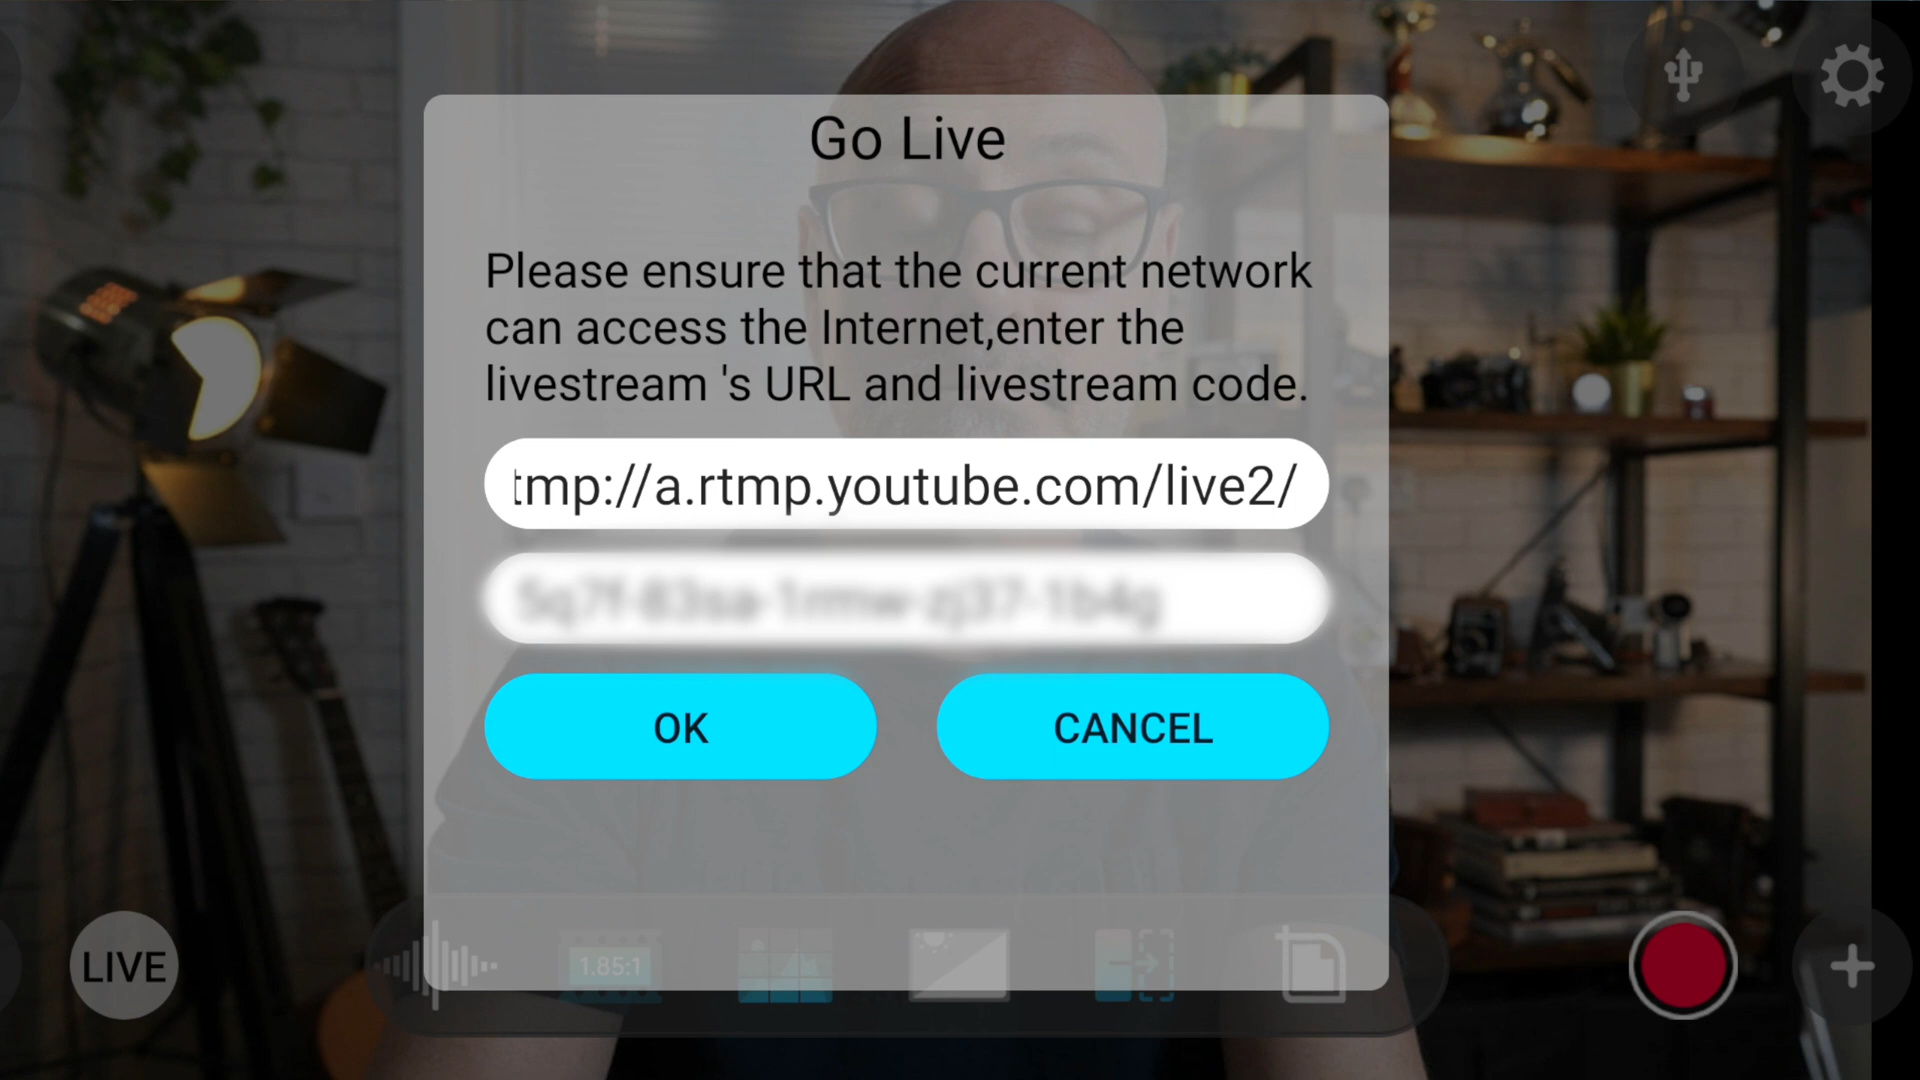 Go Live
Please ensure that the current network
can access the Internet,enter the
livestream 's URL and livestream code.
tmp://a.rtmp.youtube.com/live2/
OK CANCEL
LIVE
1.85:1